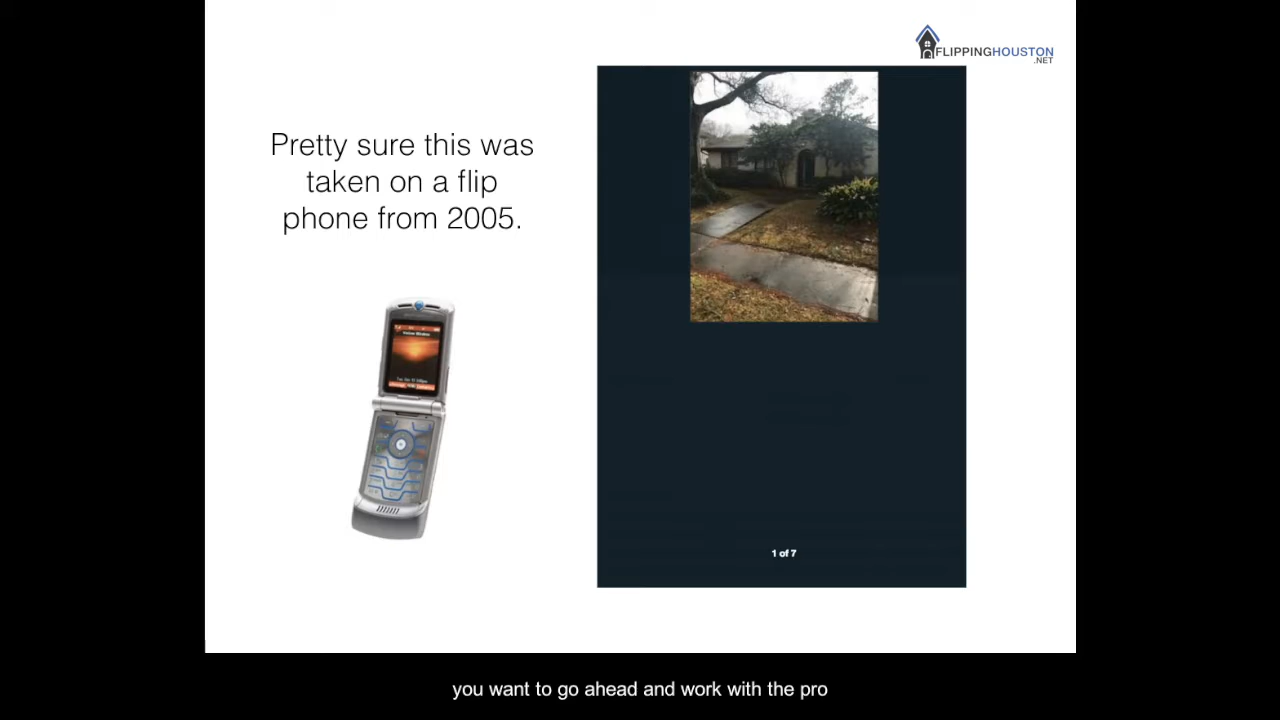 FLIPPINGHOUSTON
.NET
Pretty sure this was
taken on a flip
phone from 2005.
1 of 7
you want to go ahead and work with the pro